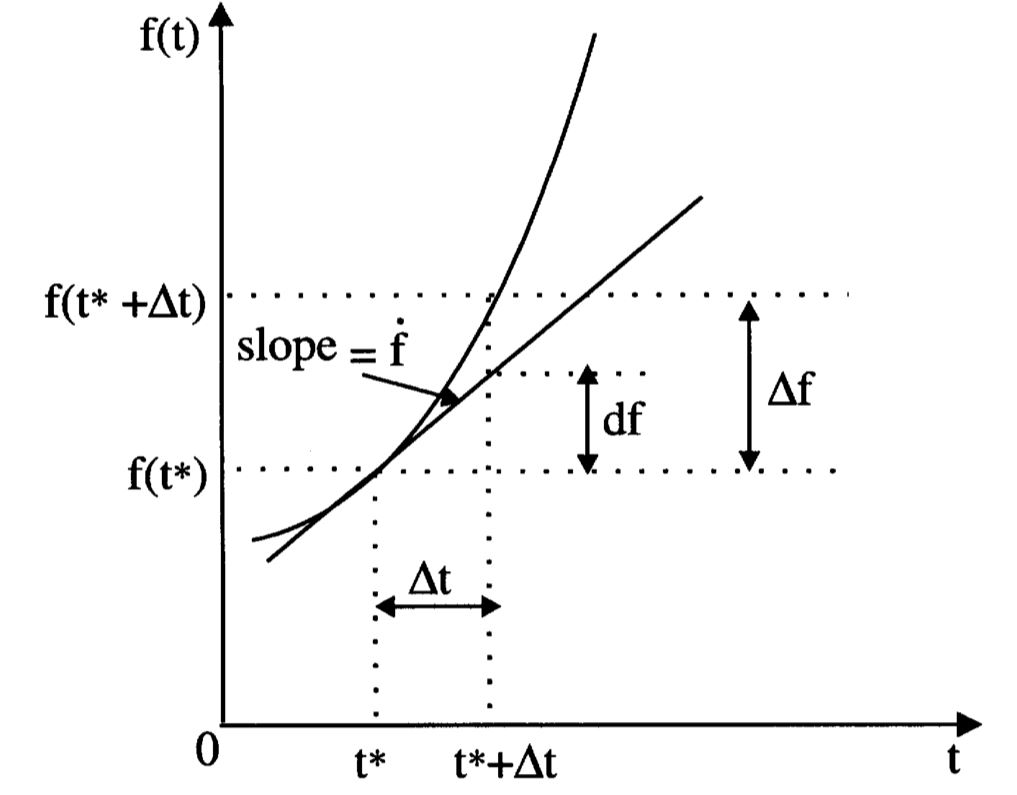 f(t)
f(t* +Δt)
slope = ḟ
Δf
df
f(t*)
Δt
0
t*
t*+Δt
t